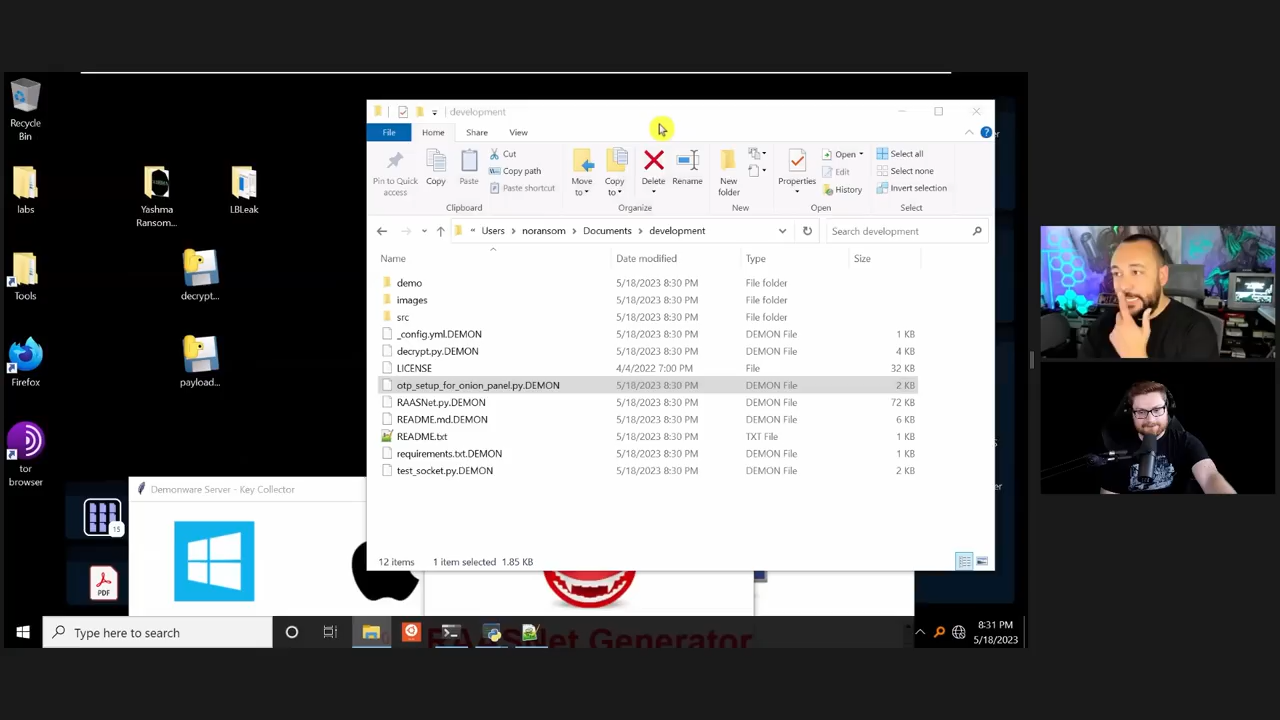 Recycle
Bin
labs
Tools
Firefox
tor
browser
Yashma
Ransom...
LBLeak
decrypt...
payload...
development
File Home Share View
Pin to Quick
access
Copy
Paste
Cut
Copy path
Paste shortcut
Clipboard
Move
to
Copy
to
Delete
Rename
Organize
New
folder
New
Properties
Open
Edit
History
Open
Select all
Select none
Invert selection
Select
« Users > noransom > Documents > development
Search development
Name Date modified Type Size
demo 5/18/2023 8:30 PM File folder
images 5/18/2023 8:30 PM File folder
src 5/18/2023 8:30 PM File folder
_config.yml.DEMON 5/18/2023 8:30 PM DEMON File 1 KB
decrypt.py.DEMON 5/18/2023 8:30 PM DEMON File 4 KB
LICENSE 4/4/2022 7:00 PM File 32 KB
otp_setup_for_onion_panel.py.DEMON 5/18/2023 8:30 PM DEMON File 2 KB
RAASNet.py.DEMON 5/18/2023 8:30 PM DEMON File 72 KB
README.md.DEMON 5/18/2023 8:30 PM DEMON File 6 KB
README.txt 5/18/2023 8:30 PM TXT File 1 KB
requirements.txt.DEMON 5/18/2023 8:30 PM DEMON File 1 KB
test_socket.py.DEMON 5/18/2023 8:30 PM DEMON File 2 KB
12 items 1 item selected 1.85 KB
Demonware Server - Key Collector
15
PDF
RAASNet Generator
Type here to search
8:31 PM
5/18/2023